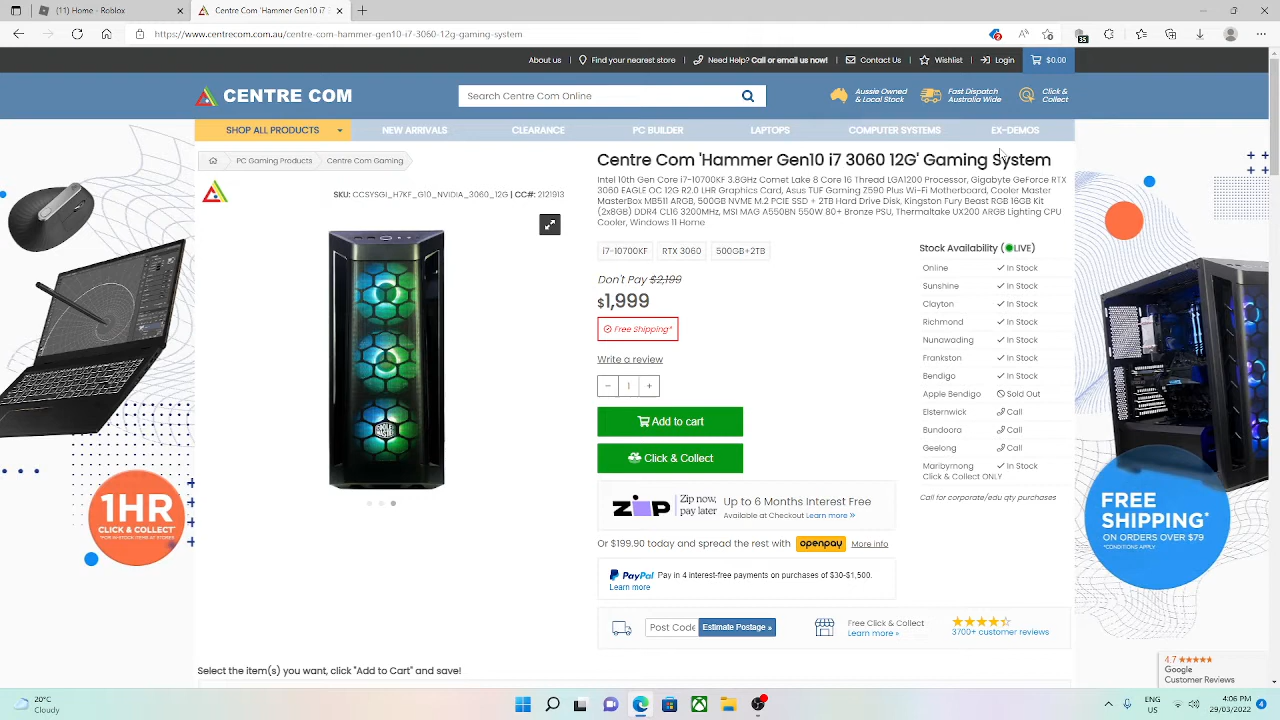 (11) Home - Roblox
Centre Com 'Hammer Gen10 i7
https://www.centrecom.com.au/centre-com-hammer-gen10-i7-3060-12g-gaming-system
About us
Find your nearest store
Need Help? Call or email us now!
Contact Us
Wishlist
Login
$0.00
CENTRE COM
Search Centre Com Online
Aussie Owned
& Local Stock
Fast Dispatch
Australia Wide
Click &
Collect
SHOP ALL PRODUCTS
NEW ARRIVALS
CLEARANCE
PC BUILDER
LAPTOPS
COMPUTER SYSTEMS
EX-DEMOS
PC Gaming Products
Centre Com Gaming
Centre Com 'Hammer Gen10 i7 3060 12G' Gaming System
SKU: CCSYSGI_H7KF_G10_NVIDIA_3060_12G | CC#: 2121913
Intel 10th Gen Core i7-10700KF 3.8GHz Comet Lake 8 Core 16 Thread LGA1200 Processor, Gigabyte GeForce RTX
3060 EAGLE OC 12G R2.0 LHR Graphics Card, Asus TUF Gaming Plus Wi-Fi Motherboard, Cooler Master
MasterBox MB511 ARGB, 500GB NVME M.2 PCIE SSD + 2TB Hard Drive, Kingston Fury Beast RGB 16GB
(2x8GB) DDR4 CL16 3200MHz, MSI MAG A550BN 550W 80+ Bronze PSU, Thermaltake UX200 ARGB Lighting CPU
Cooler, Windows 11 Home
i7-10700KF
RTX 3060
500GB+2TB
Don't Pay $2,199
$1,999
Free Shipping*
Write a review
− 1 +
Add to cart
Click & Collect
Stock Availability (LIVE)
Online In Stock
Sunshine In Stock
Clayton In Stock
Richmond In Stock
Nunawading In Stock
Frankston In Stock
Bendigo In Stock
Apple Bendigo Sold Out
Elsternwick Call
Bundoora Call
Geelong Call
Maribyrnong In Stock
Click & Collect ONLY
Call for corporate/edu qty purchases
ZIP
Zip now,
pay later
Up to 6 Months Interest Free
Available at Checkout Learn more »
Or $199.90 today and spread the rest with openpay More info
PayPal Pay in 4 interest-free payments on purchases of $30-$1,500.
Learn more
Post Code
Estimate Postage »
Free Click & Collect
Learn more »
3700+ customer reviews
Select the item(s) you want, click "Add to Cart" and save!
1HR
CLICK & COLLECT*
FREE
SHIPPING*
ON ORDERS OVER $79
*CONDITIONS APPLY
4.7
Google
Customer Reviews
20°C
Cloudy
ENG
US
4:06 PM
29/03/2022
4